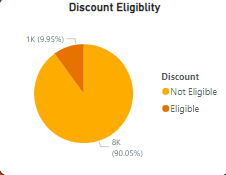 Discount Eligiblity
1K (9.95%)
Discount
Not Eligible
Eligible
8K
(90.05%)